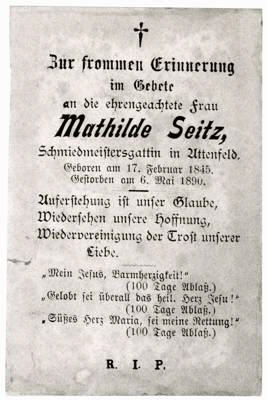 †
Zur frommen Erinnerung
im Gebete
an die ehrengeachtete Frau
Mathilde Seitz,
Schmiedmeistersgattin in Attenfeld.
Geboren am 17. Februar 1845.
Gestorben am 6. Mai 1890.
Auferstehung ist unser Glaube,
Wiedersehen unsere Hoffnung,
Wiedervereinigung der Trost unserer
Liebe.
„Mein Jesus, Barmherzigkeit!"
(100 Tage Ablaß.)
„Gelobt sei überall das heil. Herz Jesu!"
(100 Tage Ablaß.)
„Süßes Herz Maria, sei meine Rettung!"
(100 Tage Ablaß.)
R. I. P.